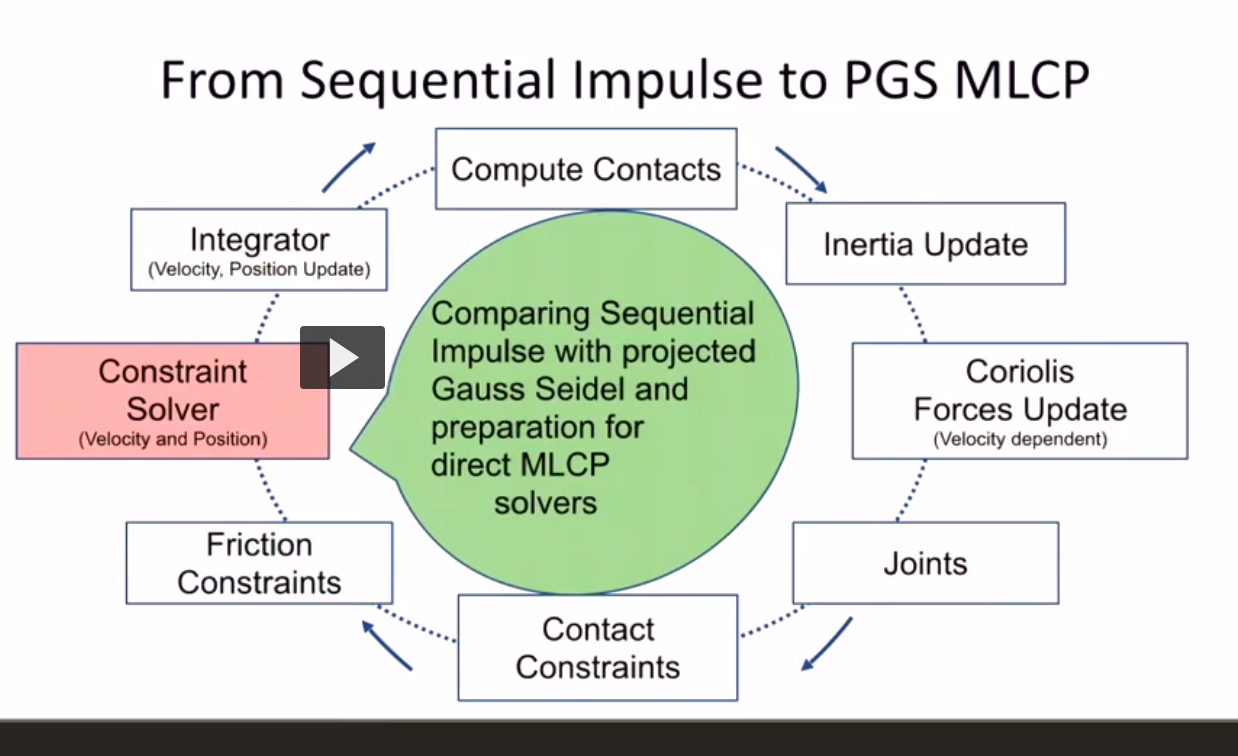 From Sequential Impulse to PGS MLCP
Compute Contacts
Inertia Update
Coriolis
Forces Update
(Velocity dependent)
Joints
Contact
Constraints
Friction
Constraints
Constraint
Solver
(Velocity and Position)
Integrator
(Velocity, Position Update)
Comparing Sequential
Impulse with projected
Gauss Seidel and
preparation for
direct MLCP
solvers